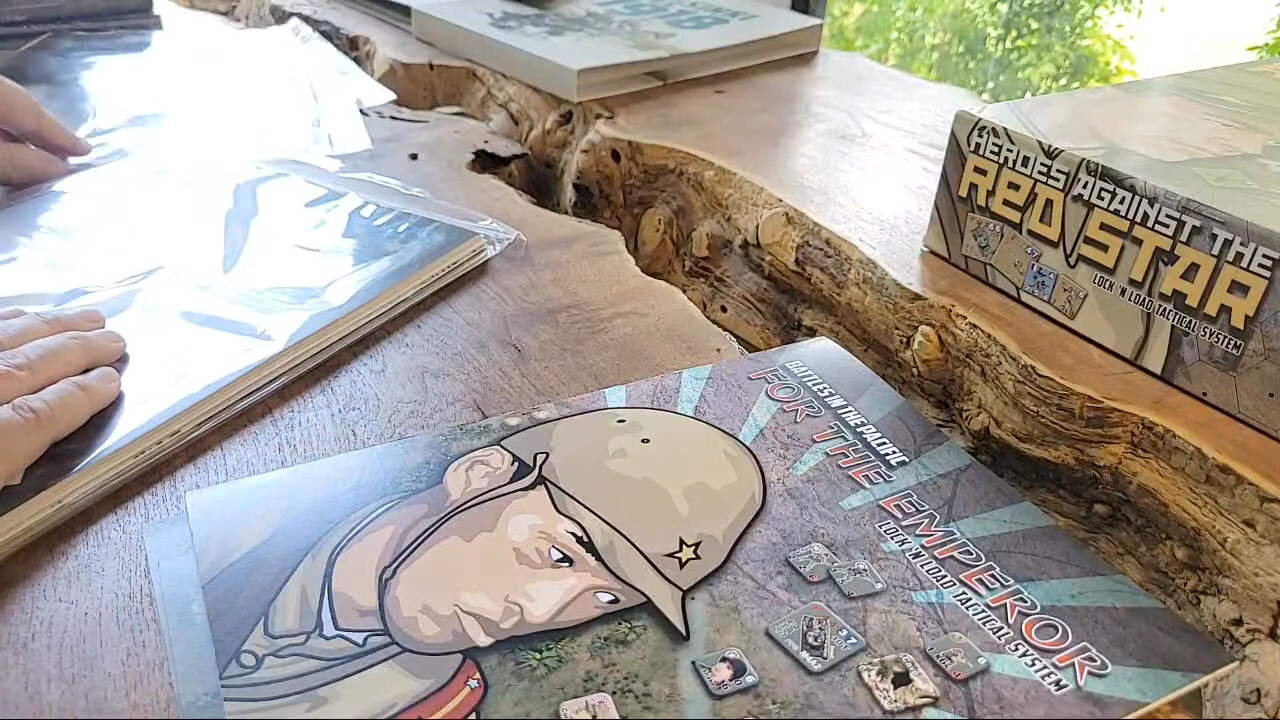 1918
HEROES AGAINST THE
RED STAR
LOCK 'N LOAD TACTICAL SYSTEM
BATTLES IN THE PACIFIC
FOR THE EMPEROR
LOCK 'N LOAD TACTICAL SYSTEM